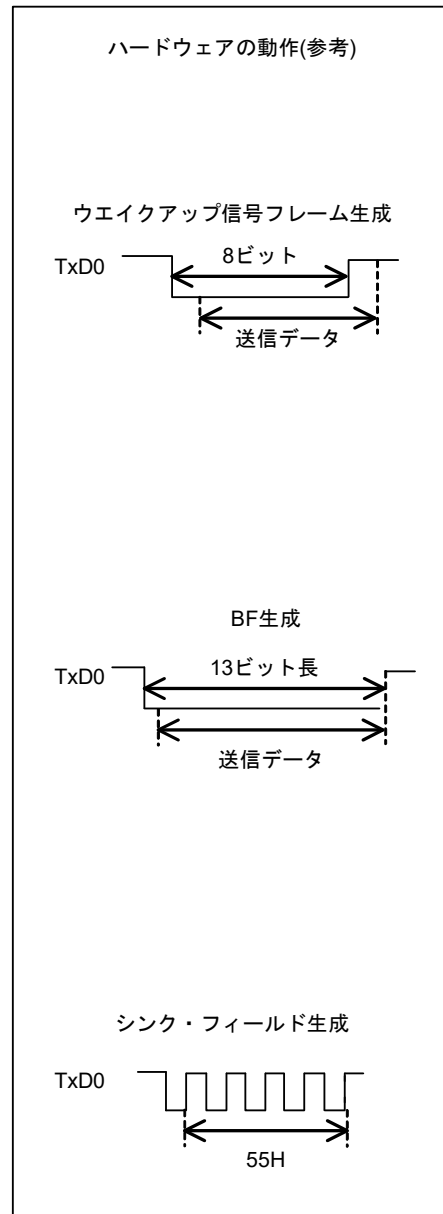 ハードウェアの動作(参考)
ウエイクアップ信号フレーム生成
8ビット
TxD0
送信データ
BF生成
13ビット長
TxD0
送信データ
シンク・フィールド生成
TxD0
55H